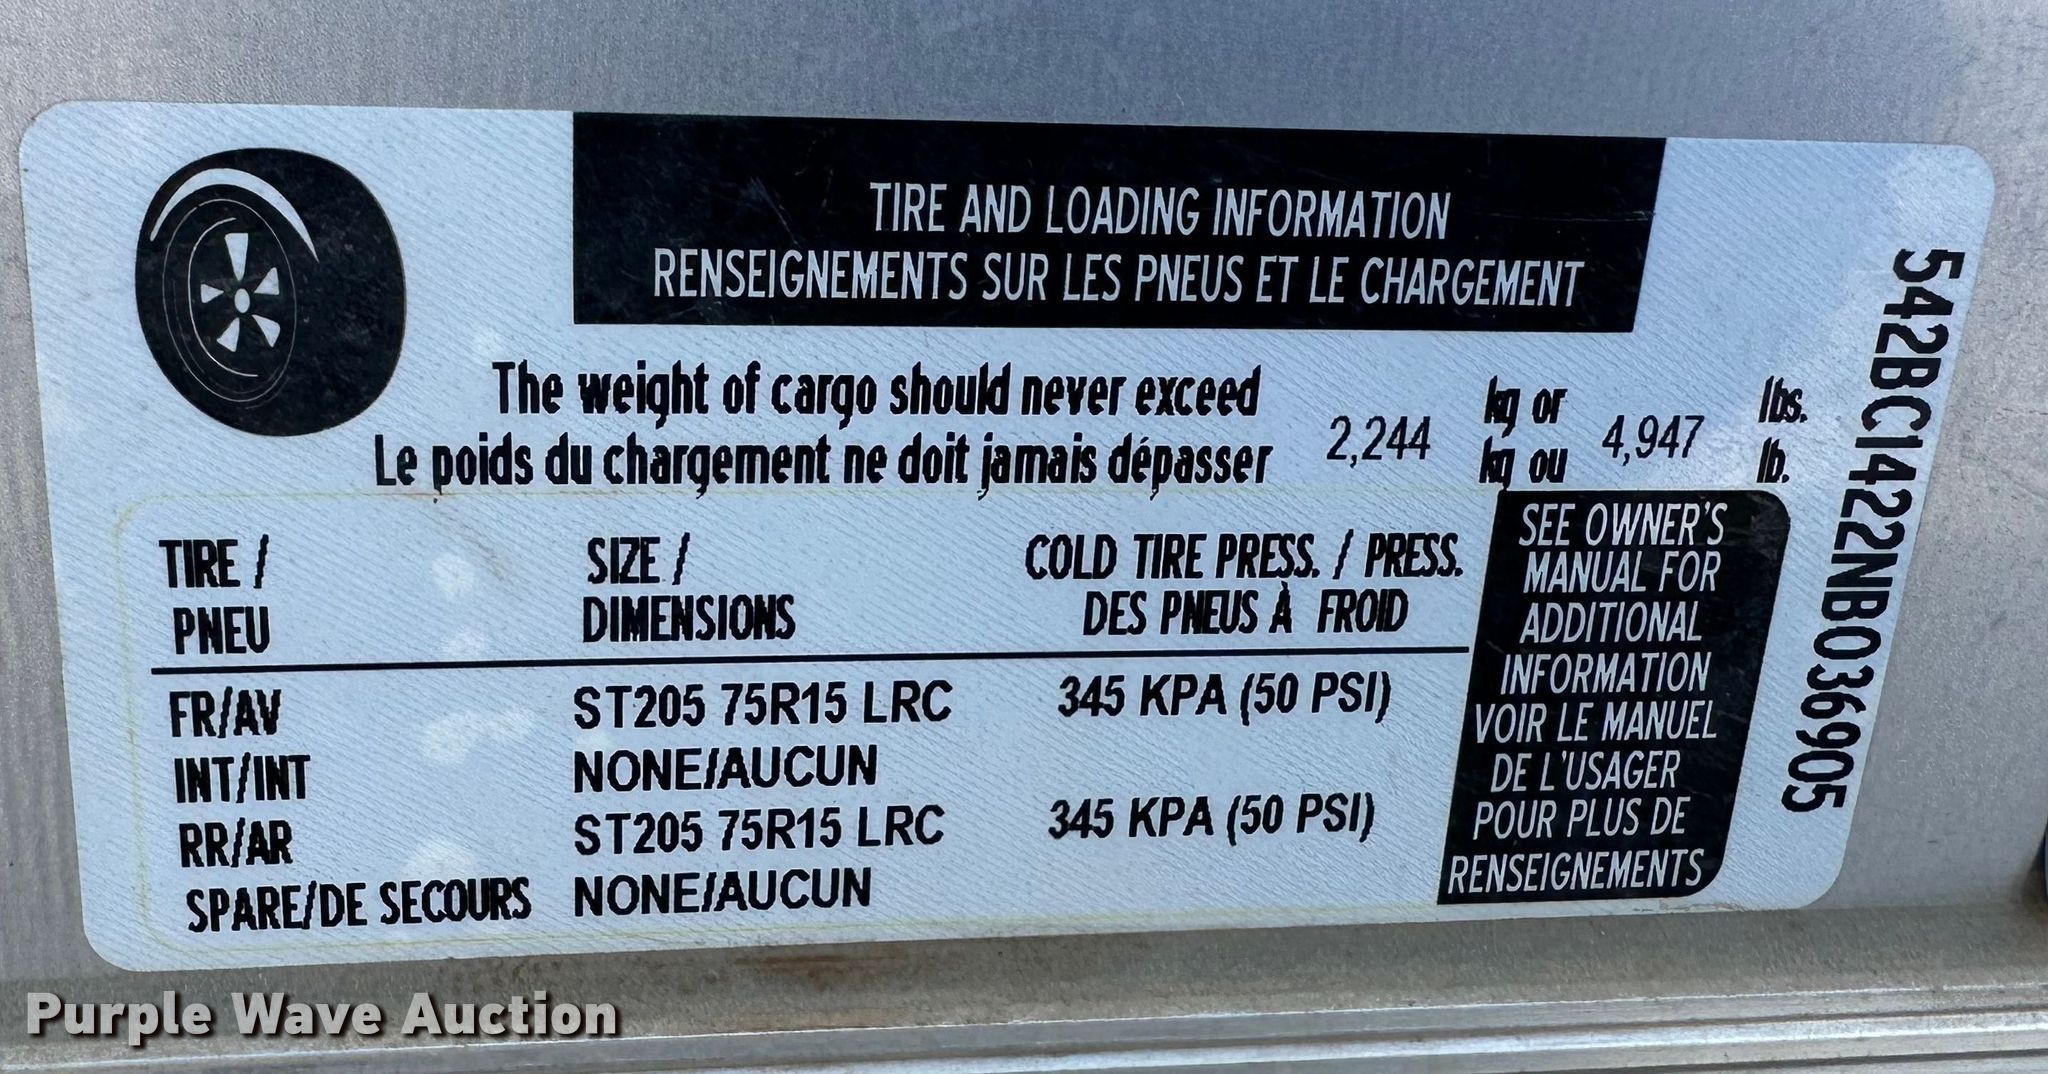 TIRE AND LOADING INFORMATION
RENSEIGNEMENTS SUR LES PNEUS ET LE CHARGEMENT
The weight of cargo should never exceed 2,244 kg or 4,947 lbs.
Le poids du chargement ne doit jamais dépasser kg ou lb.
TIRE / SIZE / COLD TIRE PRESS. / PRESS.
PNEU DIMENSIONS DES PNEUS À FROID
FR/AV ST205 75R15 LRC 345 KPA (50 PSI)
INT/INT NONE/AUCUN
RR/AR ST205 75R15 LRC 345 KPA (50 PSI)
SPARE/DE SECOURS NONE/AUCUN
SEE OWNER'S
MANUAL FOR
ADDITIONAL
INFORMATION
VOIR LE MANUEL
DE L'USAGER
POUR PLUS DE
RENSEIGNEMENTS
542BC1422NB036905
Purple Wave Auction